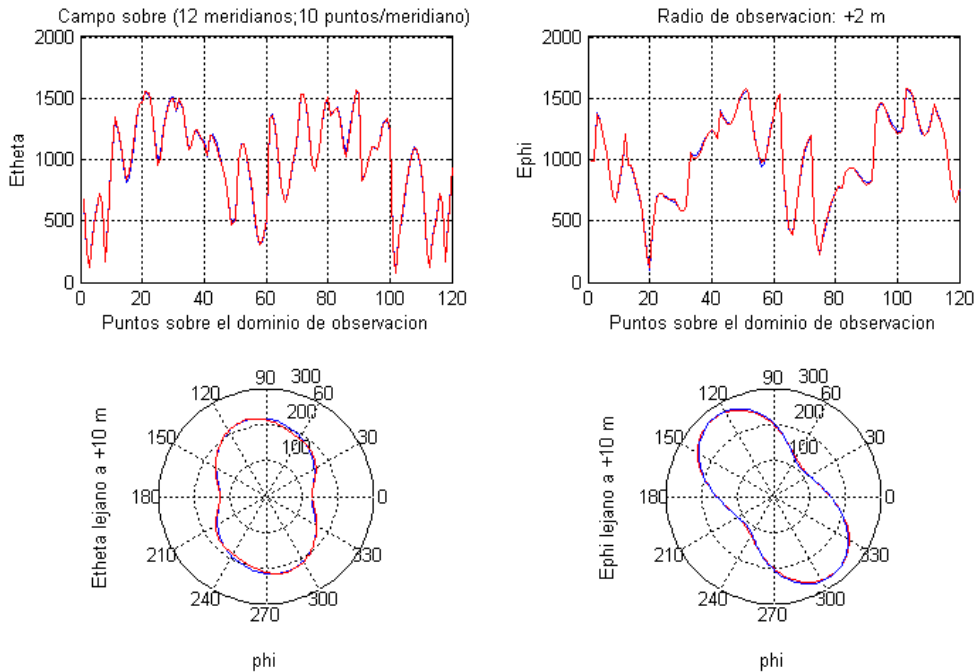 Campo sobre (12 meridianos;10 puntos/meridiano)
2000
1500
1000
500
0
Etheta
0 20 40 60 80 100 120
Puntos sobre el dominio de observacion
Radio de observacion: +2 m
2000
1500
1000
500
0
Ephi
0 20 40 60 80 100 120
Puntos sobre el dominio de observacion
Etheta lejano a +10 m
90 300
120 60
200
150 30
100
180 0
210 330
240 300
270
phi
Ephi lejano a +10 m
90 300
120 60
200
150 30
100
180 0
210 330
240 300
270
phi